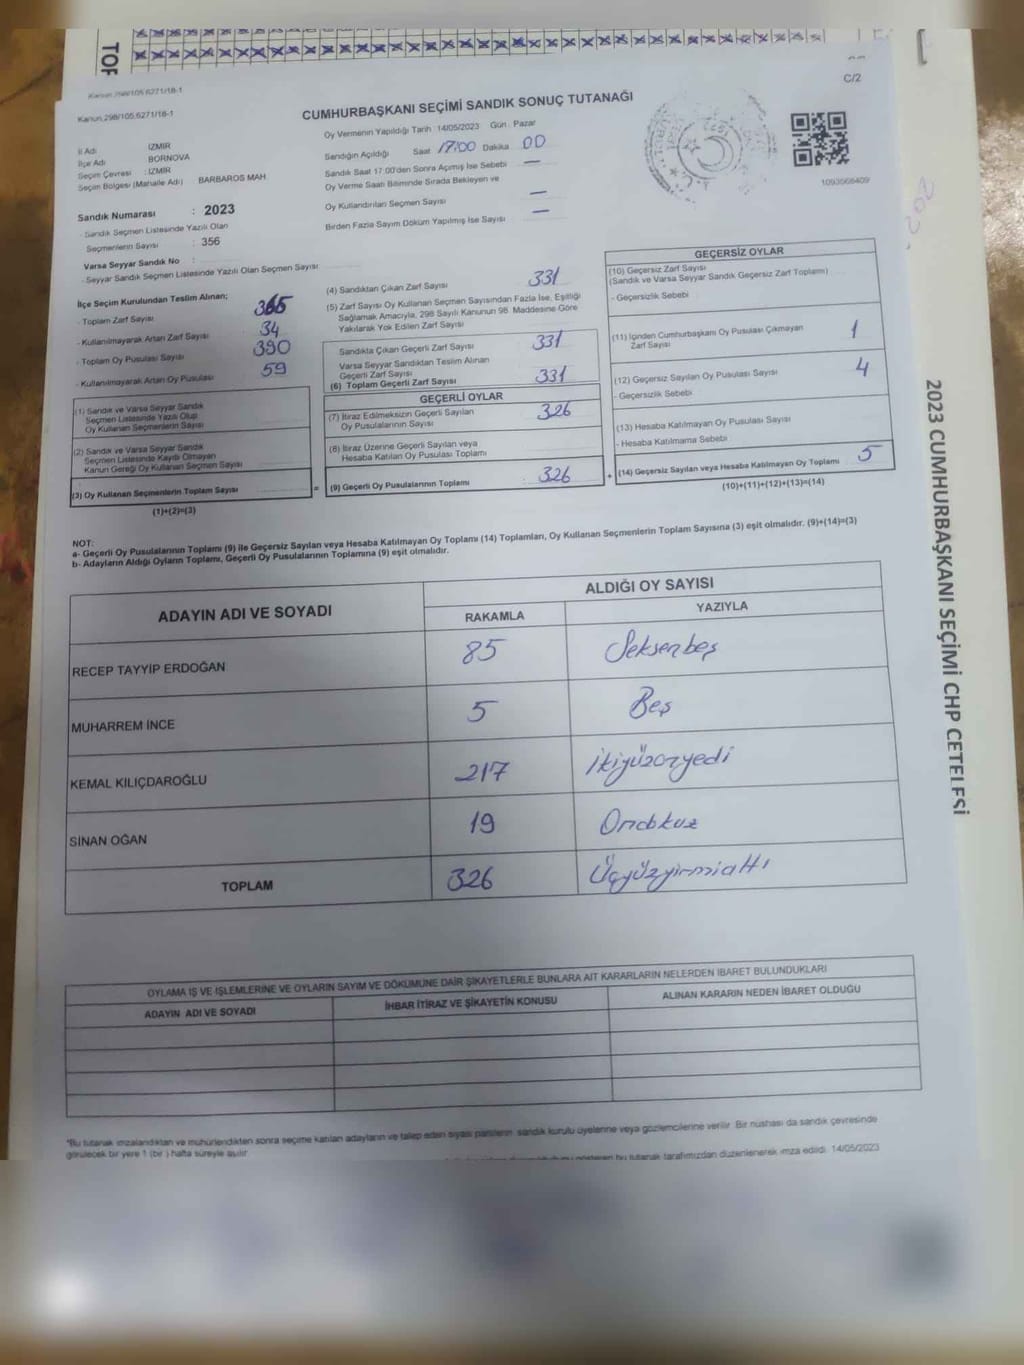 TOP
Kanun.298/105.6271/18-1
C/2
Kanun.298/105.6271/18-1
CUMHURBAŞKANI SEÇİMİ SANDIK SONUÇ TUTANAĞI
İl Adı İZMİR
İlçe Adı BORNOVA
Seçim Çevresi : İZMİR
Seçim Bölgesi (Mahalle Adı) BARBAROS MAH
Sandık Numarası : 2023
- Sandık Seçmen Listesinde Yazılı Olan
Seçmenlerin Sayısı : 356
Varsa Seyyar Sandık No :
- Seyyar Sandık Seçmen Listesinde Yazılı Olan Seçmen Sayısı
Oy Vermenin Yapıldığı Tarih 14/05/2023 Gün: Pazar
Sandığın Açıldığı Saat 17:00 Dakika 00
Sandık Saat 17.00'den Sonra Açımış İse Sebebi —
Oy Verme Saati Bitiminde Sırada Bekleyen ve
Oy Kullandırılan Seçmen Sayısı —
Birden Fazla Sayım Döküm Yapılmış İse Sayısı —
1093568409
İlçe Seçim Kurulundan Teslim Alınan;
- Toplam Zarf Sayısı 365
- Kullanılmayarak Artan Zarf Sayısı 34
- Toplam Oy Pusulası Sayısı 390
- Kullanılmayarak Artan Oy Pusulası 59
(1) Sandık ve Varsa Seyyar Sandık
Seçmen Listesinde Yazılı Olup
Oy Kullanan Seçmenlerin Sayısı
(2) Sandık ve Varsa Seyyar Sandık
Seçmen Listesinde Kayıtlı Olmayan
Kanun Gereği Oy Kullanan Seçmen Sayısı
(3) Oy Kullanan Seçmenlerin Toplam Sayısı =
(1)+(2)=(3)
(4) Sandıktan Çıkan Zarf Sayısı 331
(5) Zarf Sayısı Oy Kullanan Seçmen Sayısından Fazla İse, Eşitliği
Sağlamak Amacıyla, 298 Sayılı Kanunun 98. Maddesine Göre
Yakılarak Yok Edilen Zarf Sayısı
Sandıkta Çıkan Geçerli Zarf Sayısı 331
Varsa Seyyar Sandıktan Teslim Alınan
Geçerli Zarf Sayısı
(6) Toplam Geçerli Zarf Sayısı 331
GEÇERLİ OYLAR
(7) İtiraz Edilmeksizin Geçerli Sayılan
Oy Pusulalarının Sayısı 326
(8) İtiraz Üzerine Geçerli Sayılan veya
Hesaba Katılan Oy Pusulası Toplamı
(9) Geçerli Oy Pusulalarının Toplamı 326 +
GEÇERSİZ OYLAR
(10) Geçersiz Zarf Sayısı
(Sandık ve Varsa Seyyar Sandık Geçersiz Zarf Toplamı)
- Geçersizlik Sebebi
(11) İçinden Cumhurbaşkanı Oy Pusulası Çıkmayan
Zarf Sayısı 1
(12) Geçersiz Sayılan Oy Pusulası Sayısı 4
- Geçersizlik Sebebi
(13) Hesaba Katılmayan Oy Pusulası Sayısı
- Hesaba Katılmama Sebebi
(14) Geçersiz Sayılan veya Hesaba Katılmayan Oy Toplamı 5
(10)+(11)+(12)+(13)=(14)
NOT:
a- Geçerli Oy Pusulalarının Toplamı (9) ile Geçersiz Sayılan veya Hesaba Katılmayan Oy Toplamı (14) Toplamları, Oy Kullanan Seçmenlerin Toplam Sayısına (3) eşit olmalıdır. (9)+(14)=(3)
b- Adayların Aldığı Oyların Toplamı, Geçerli Oy Pusulalarının Toplamına (9) eşit olmalıdır.
ADAYIN ADI VE SOYADI
ALDIĞI OY SAYISI
RAKAMLA YAZIYLA
RECEP TAYYİP ERDOĞAN 85 Seksenbeş
MUHARREM İNCE 5 Beş
KEMAL KILIÇDAROĞLU 217 İkiyüzonyedi
SİNAN OĞAN 19 Ondokuz
TOPLAM 326 Üçyüzyirmialtı
OYLAMA İŞ VE İŞLEMLERİNE VE OYLARIN SAYIM VE DÖKÜMÜNE DAİR ŞİKAYETLERLE BUNLARA AİT KARARLARIN NELERDEN İBARET BULUNDUKLARI
ADAYIN ADI VE SOYADI İHBAR İTİRAZ VE ŞİKAYETİN KONUSU ALINAN KARARIN NEDEN İBARET OLDUĞU
*Bu tutanak imzalandıktan ve mühürlendikten sonra seçime katılan adayların ve talep eden siyasi partilerin sandık kurulu üyelerine veya gözlemcilerine verilir. Bir nüshası da sandık çevresinde
görülecek bir yere 1 (bir) hafta süreyle asılır.
bu tutanak tarafımızdan düzenlenerek imza edildi. 14/05/2023
2023 CUMHURBAŞKANI SEÇİMİ CHP CETELESİ